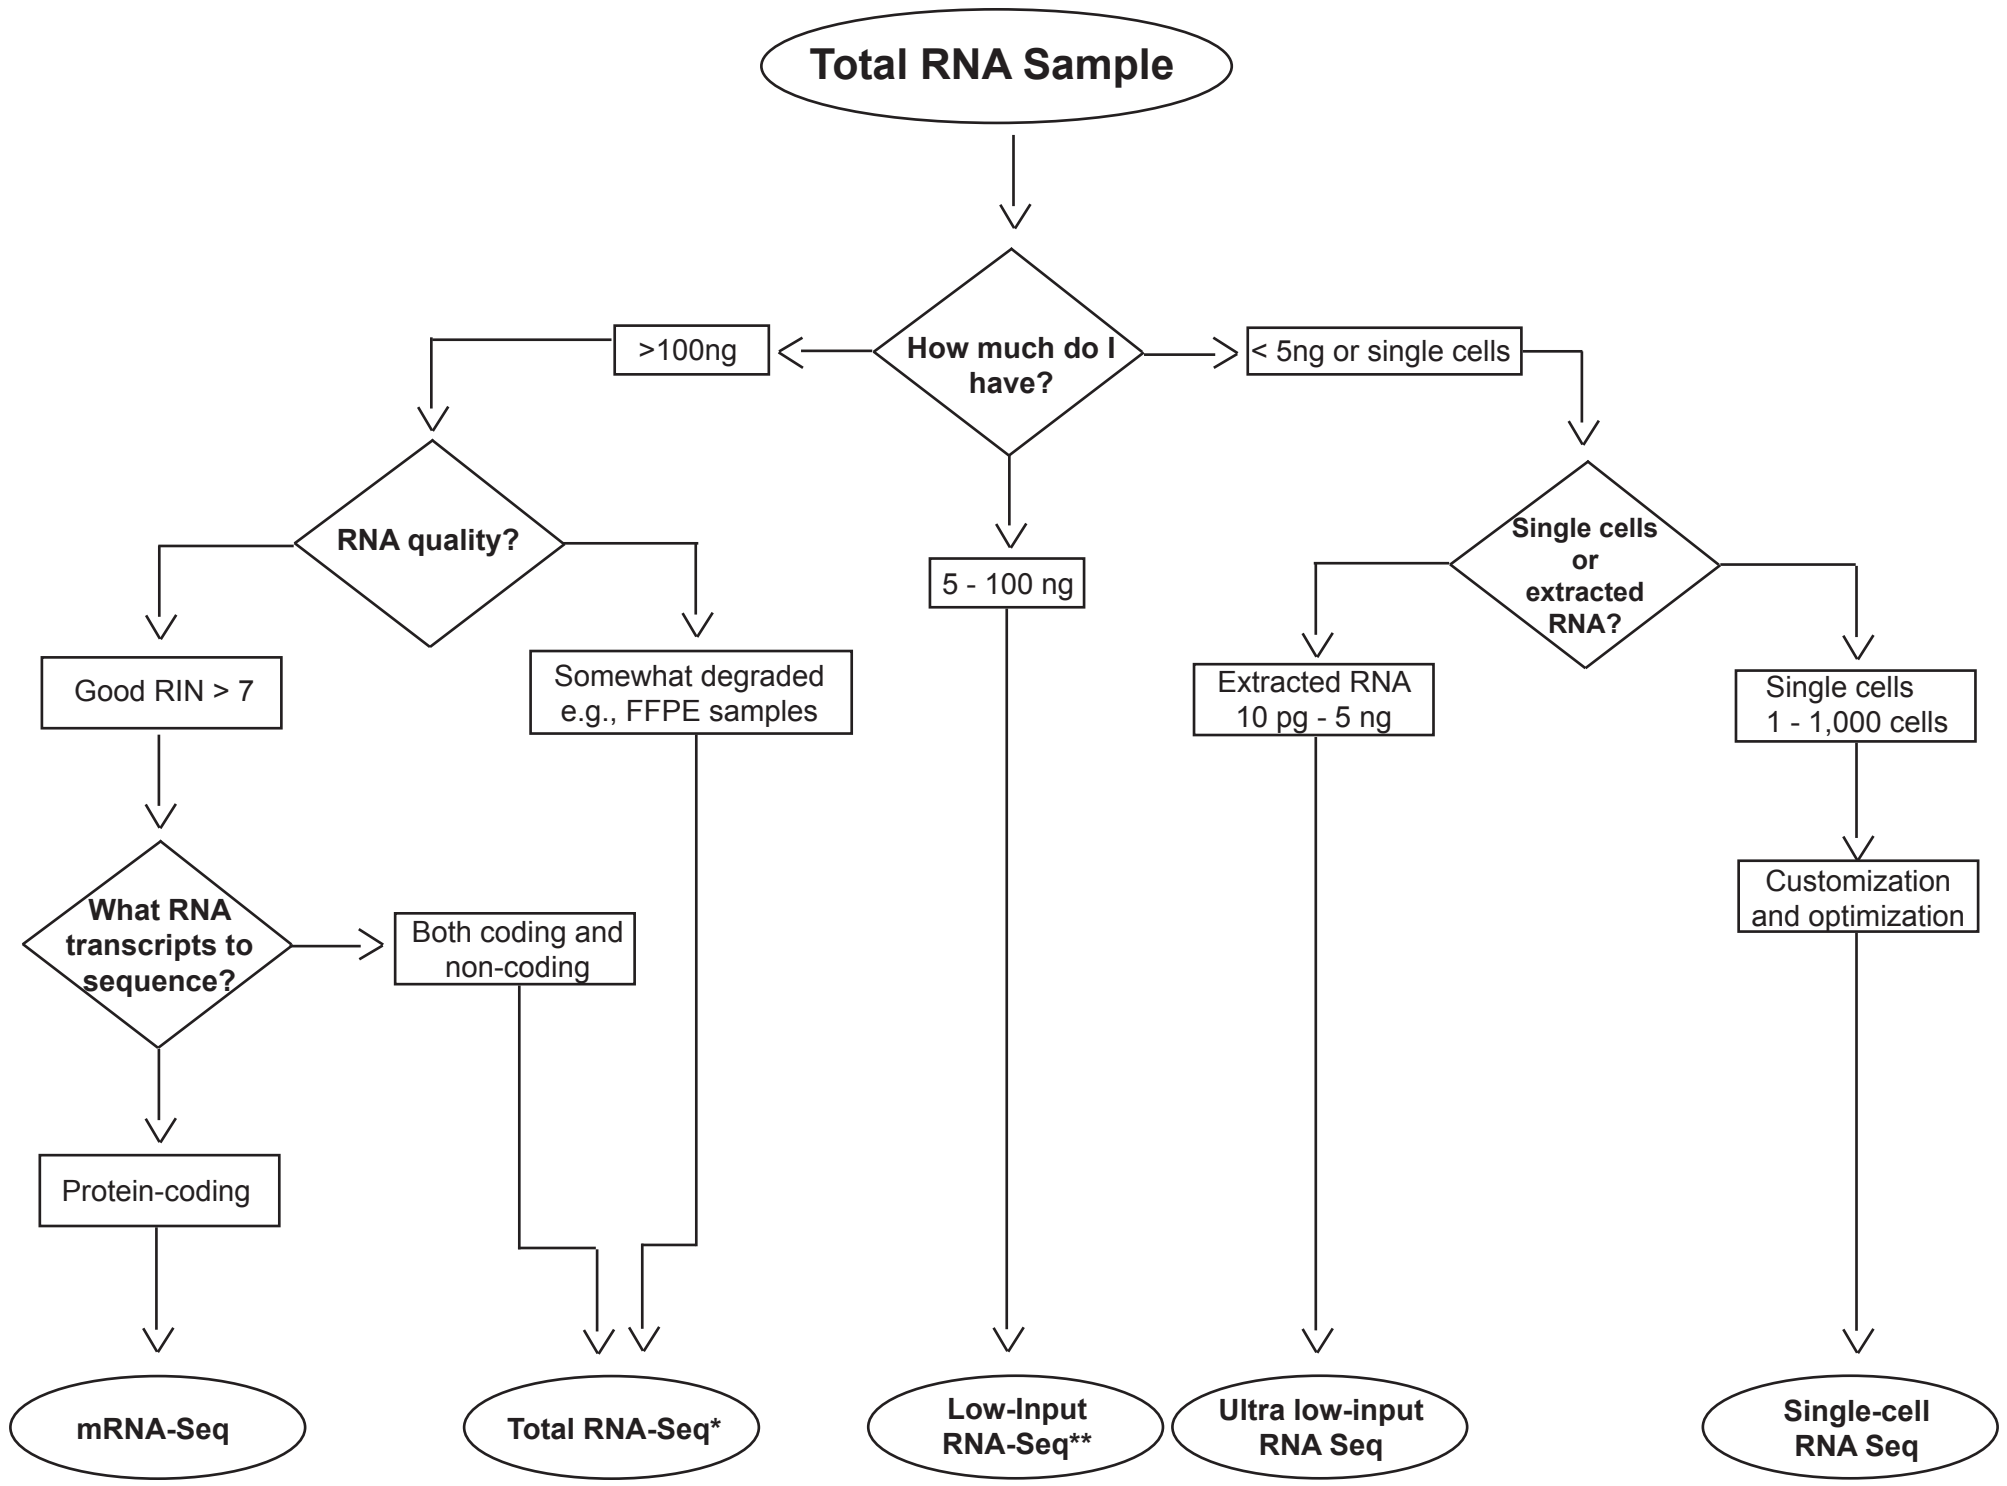 Total RNA Sample
How much do I
have?
>100ng
< 5ng or single cells
RNA quality?
5 - 100 ng
Single cells
or
extracted
RNA?
Good RIN > 7
Somewhat degraded
e.g., FFPE samples
Extracted RNA
10 pg - 5 ng
Single cells
1 - 1,000 cells
What RNA
transcripts to
sequence?
Both coding and
non-coding
Customization
and optimization
Protein-coding
mRNA-Seq
Total RNA-Seq*
Low-Input
RNA-Seq**
Ultra low-input
RNA Seq
Single-cell
RNA Seq